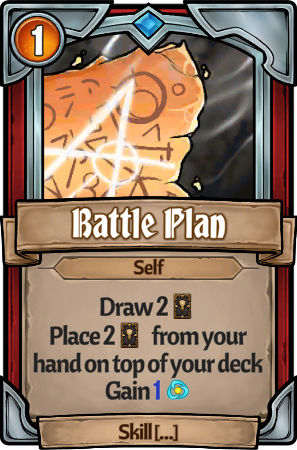 1
Battle Plan
Self
Draw 2
Place 2 from your
hand on top of your deck
Gain 1
Skill [...]